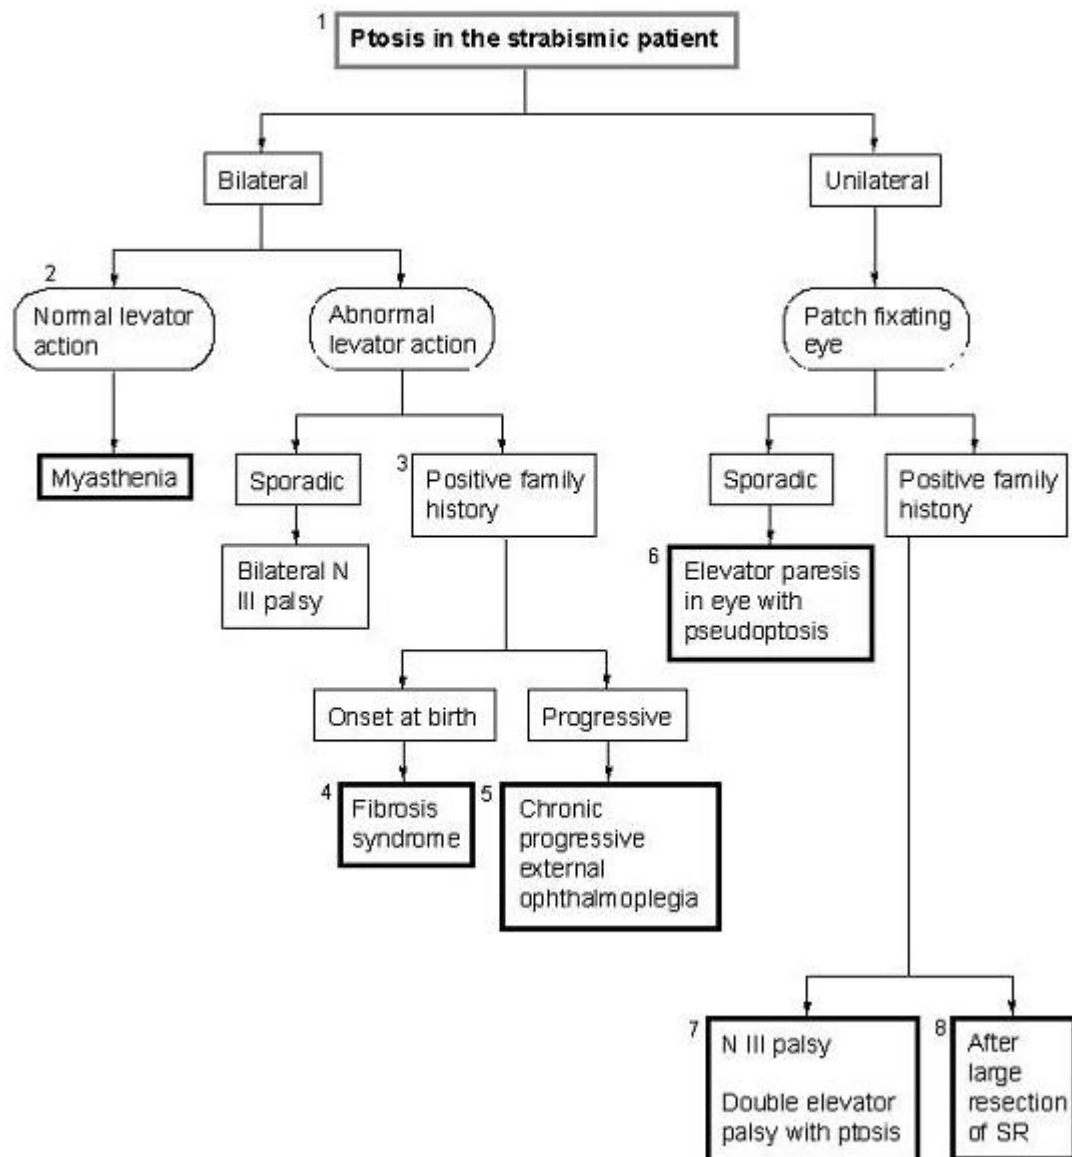 1
Ptosis in the strabismic patient
Bilateral
Unilateral
2
Normal levator
action
Abnormal
levator action
Patch fixating
eye
Myasthenia
Sporadic
3
Positive family
history
Sporadic
Positive family
history
Bilateral N
III palsy
6
Elevator paresis
in eye with
pseudoptosis
Onset at birth
Progressive
4
Fibrosis
syndrome
5
Chronic
progressive
external
ophthalmoplegia
7
N III palsy
Double elevator
palsy with ptosis
8
After
large
resection
of SR